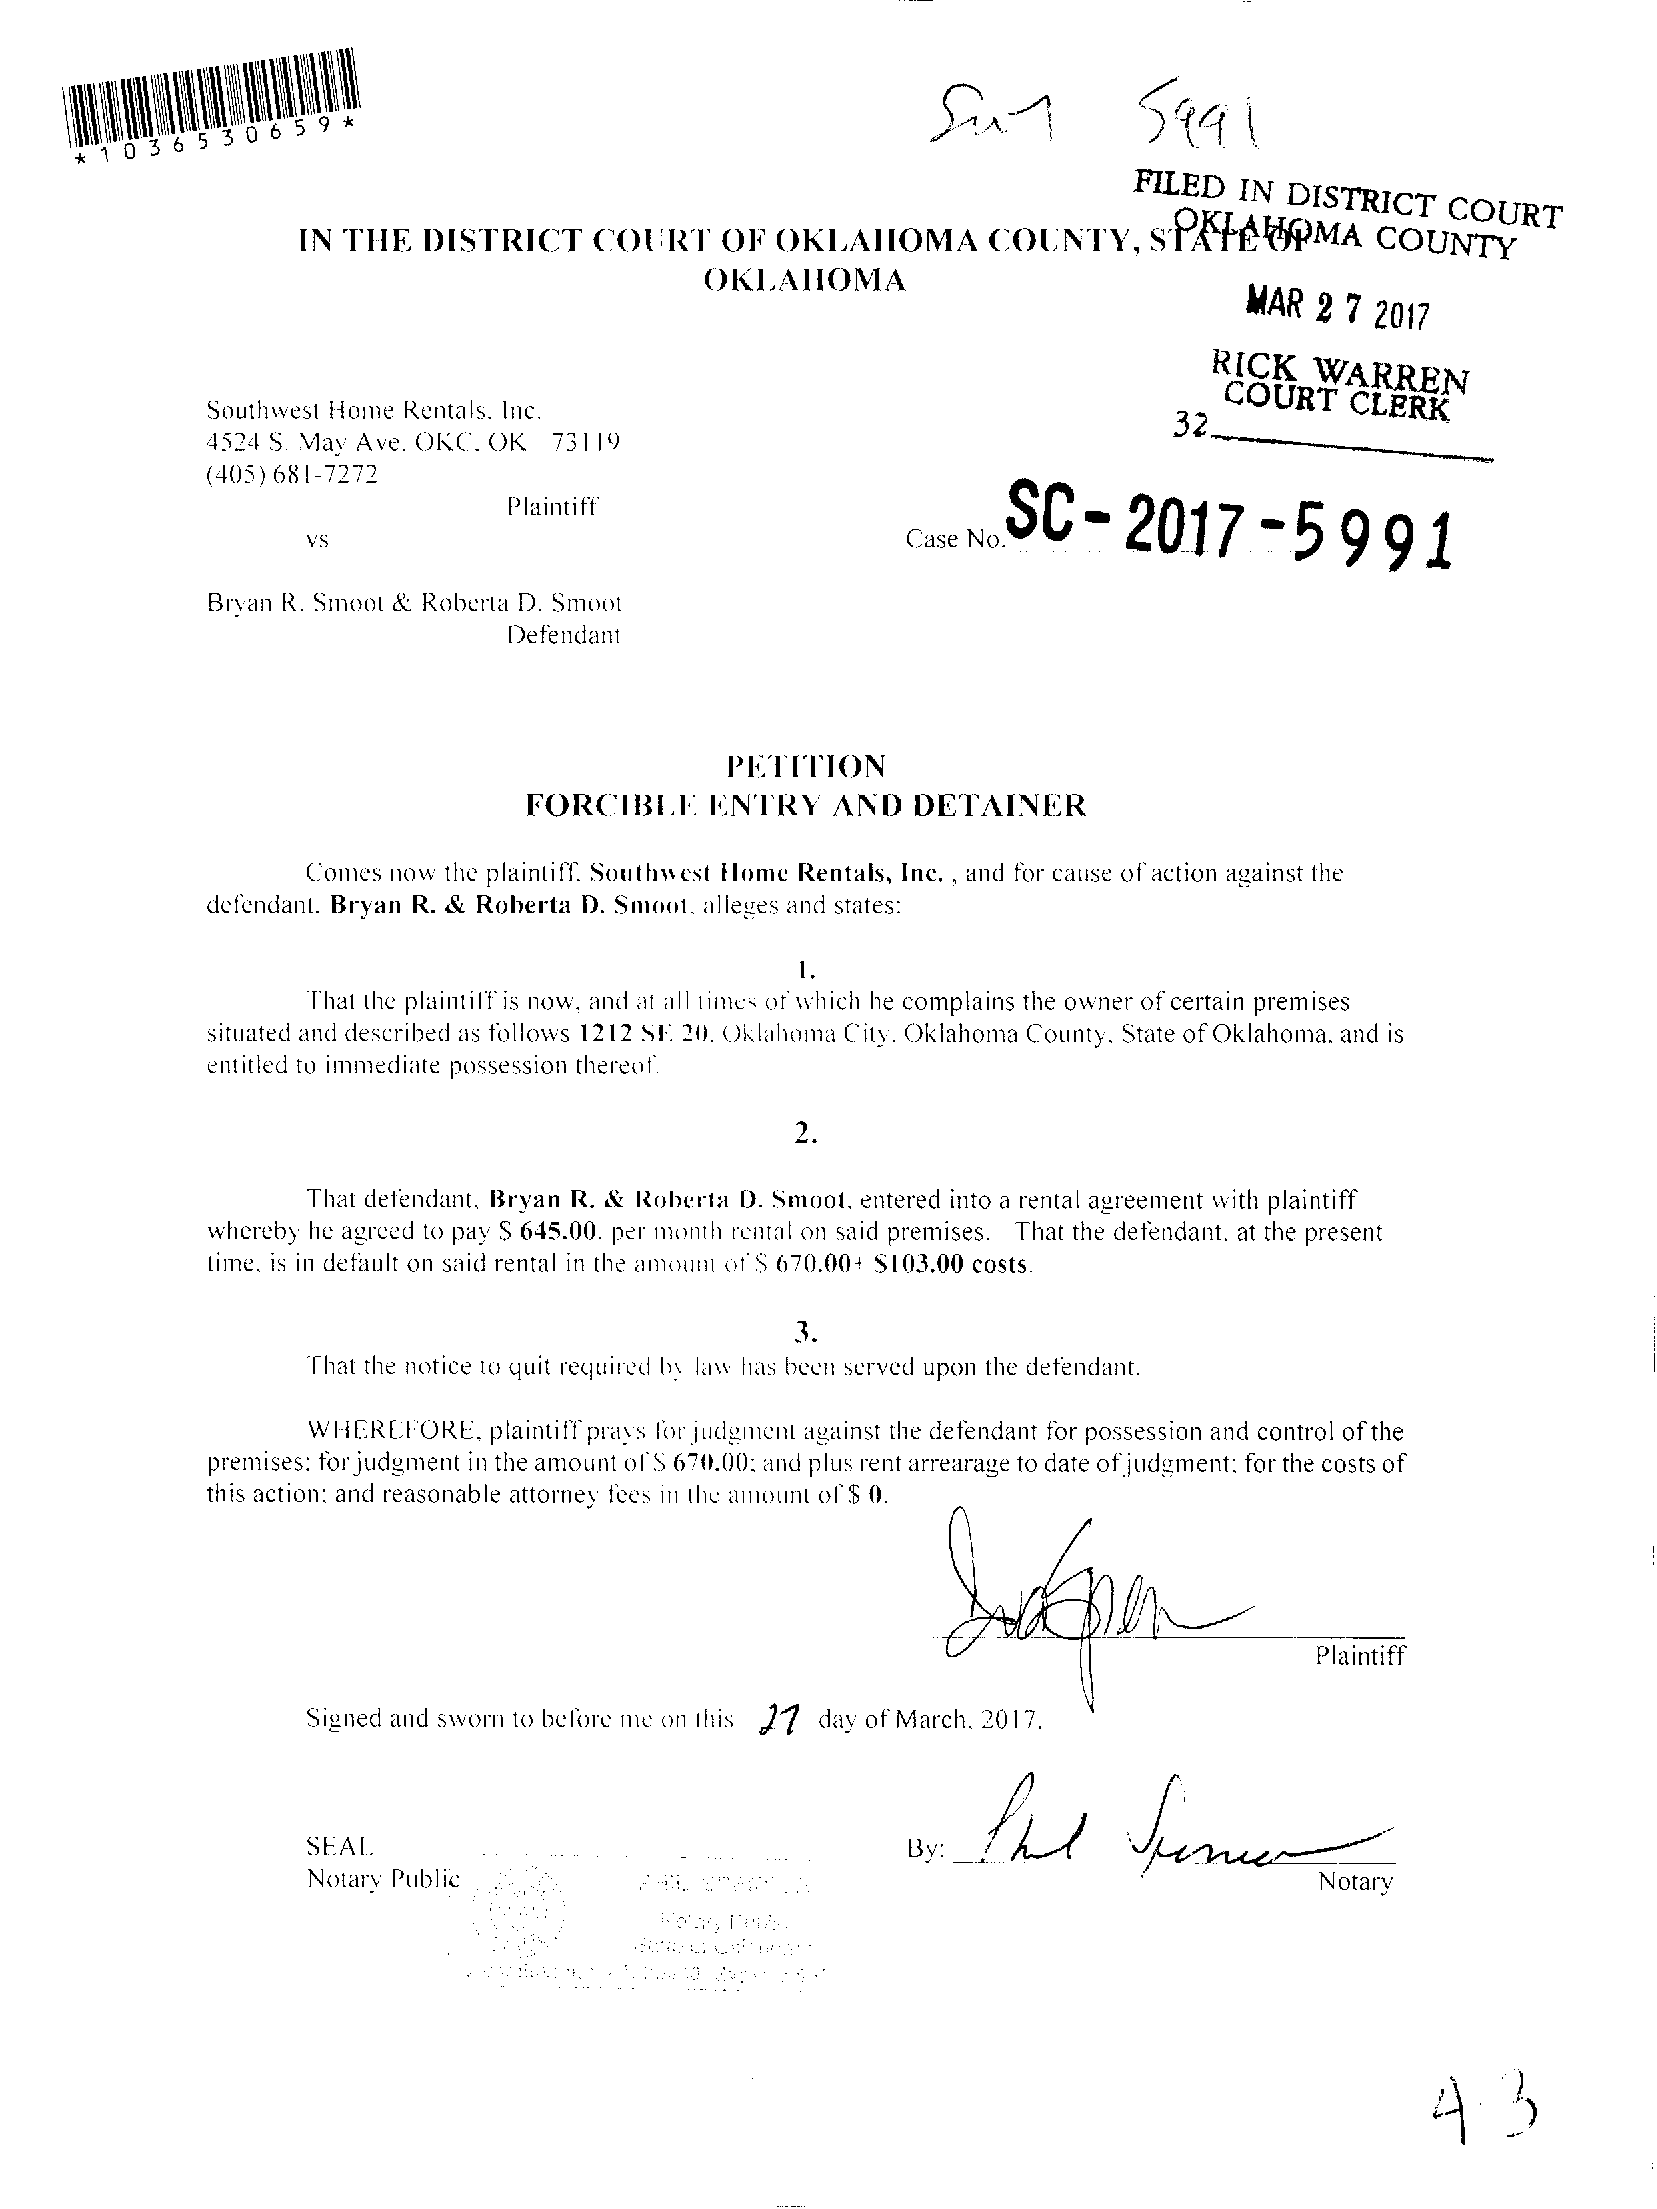 *1036530659*
5991
FILED IN DISTRICT COURT
OKLAHOMA COUNTY
IN THE DISTRICT COURT OF OKLAHOMA COUNTY, STATE OF
OKLAHOMA
MAR 27 2017
RICK WARREN
COURT CLERK
32
Southwest Home Rentals, Inc.
4524 S. May Ave. OKC. OK 73119
(405) 681-7272
Plaintiff
vs
Case No. SC-2017-5991
Bryan R. Smoot & Roberta D. Smoot
Defendant
PETITION
FORCIBLE ENTRY AND DETAINER
Comes now the plaintiff. Southwest Home Rentals, Inc. , and for cause of action against the
defendant. Bryan R. & Roberta D. Smoot, alleges and states:
1.
That the plaintiff is now, and at all times of which he complains the owner of certain premises
situated and described as follows 1212 SE 20, Oklahoma City, Oklahoma County, State of Oklahoma, and is
entitled to immediate possession thereof.
2.
That defendant, Bryan R. & Roberta D. Smoot, entered into a rental agreement with plaintiff
whereby he agreed to pay $ 645.00, per month rental on said premises. That the defendant, at the present
time, is in default on said rental in the amount of $ 670.00+ $103.00 costs.
3.
That the notice to quit required by law has been served upon the defendant.
WHEREFORE, plaintiff prays for judgment against the defendant for possession and control of the
premises; for judgment in the amount of $ 670.00; and plus rent arrearage to date of judgment; for the costs of
this action; and reasonable attorney fees in the amount of $ 0.
Plaintiff
Signed and sworn to before me on this 27 day of March, 2017.
SEAL
By: Phil Spencer
Notary Public
Notary
Notary Public
4-3